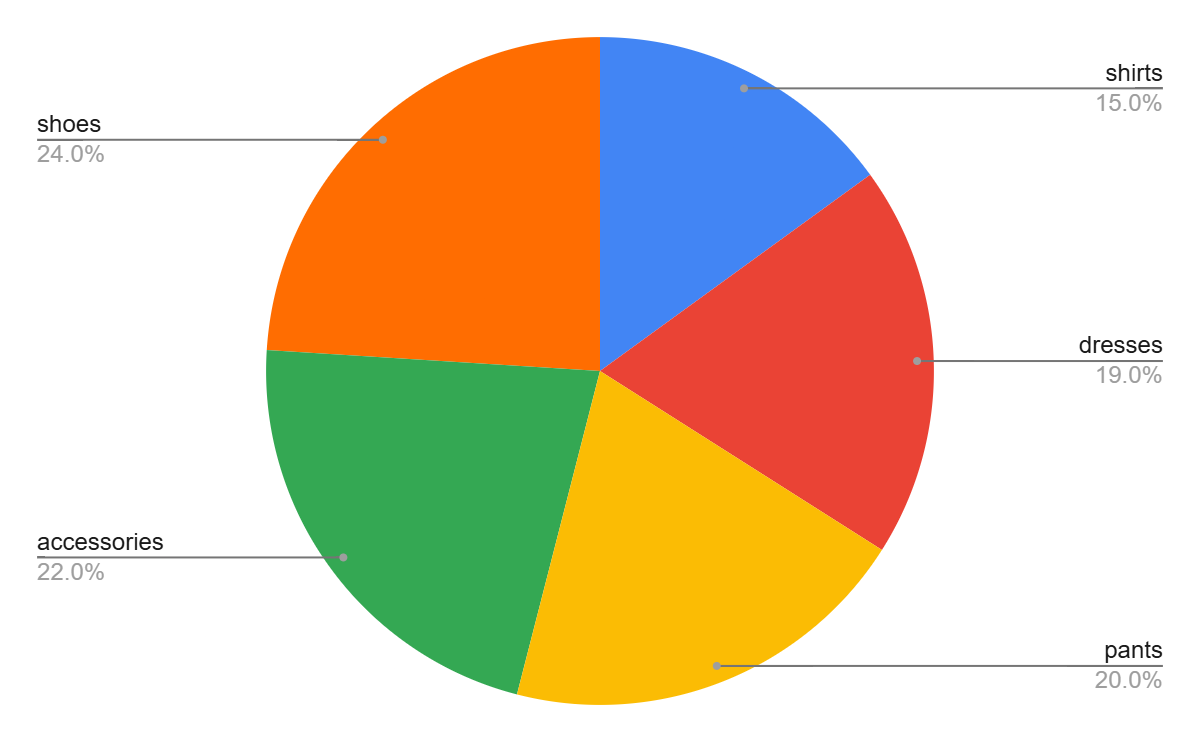 shirts
15.0%
shoes
24.0%
dresses
19.0%
accessories
22.0%
pants
20.0%